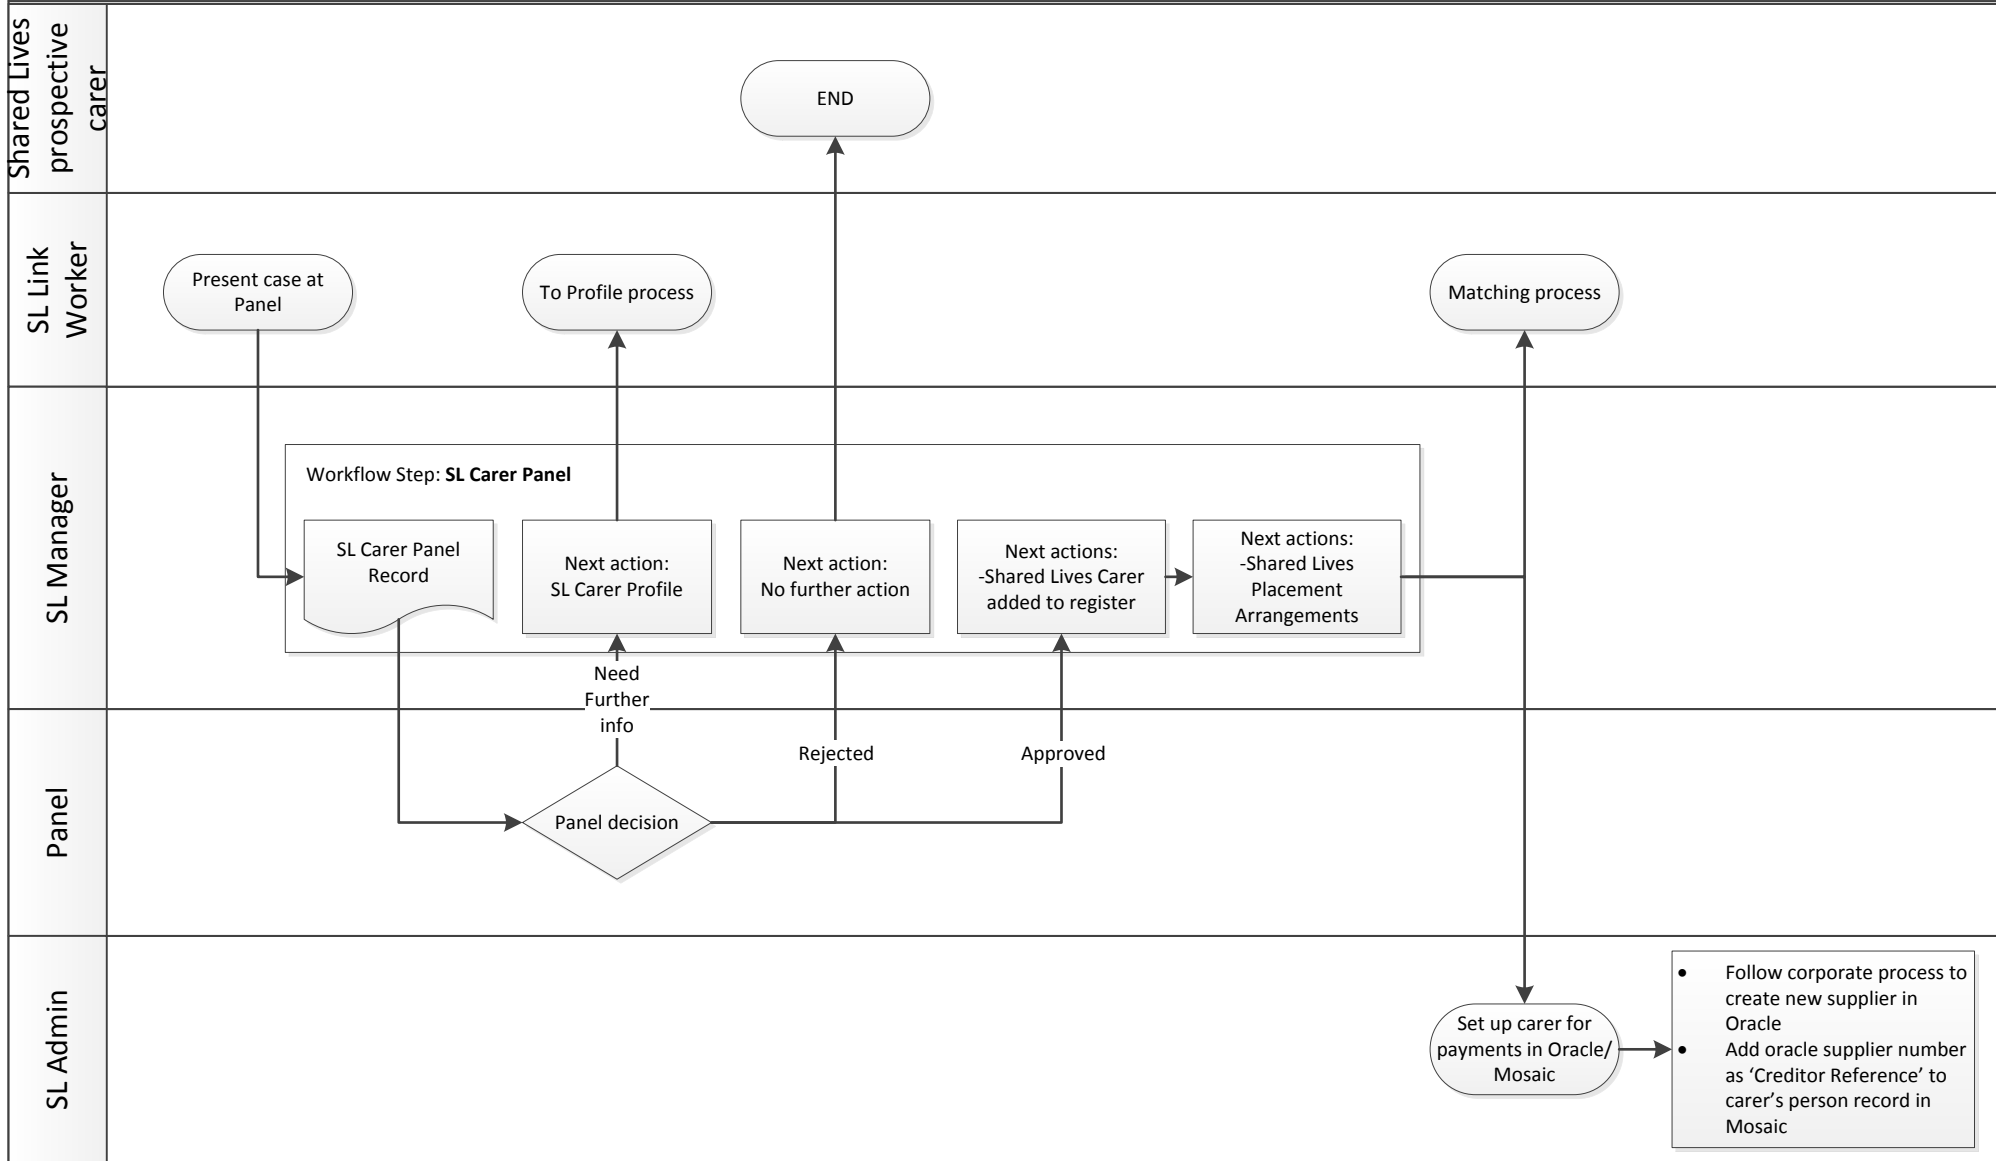 Shared Lives
prospective
carer
END
SL Link
Worker
Present case at
Panel
To Profile process
Matching process
SL Manager
Workflow Step: SL Carer Panel
SL Carer Panel
Record
Next action:
SL Carer Profile
Next action:
No further action
Next actions:
-Shared Lives Carer
added to register
Next actions:
-Shared Lives
Placement
Arrangements
Need
Further
info
Rejected
Approved
Panel
Panel decision
SL Admin
Set up carer for
payments in Oracle/
Mosaic
• Follow corporate process to
create new supplier in
Oracle
• Add oracle supplier number
as ‘Creditor Reference’ to
carer’s person record in
Mosaic